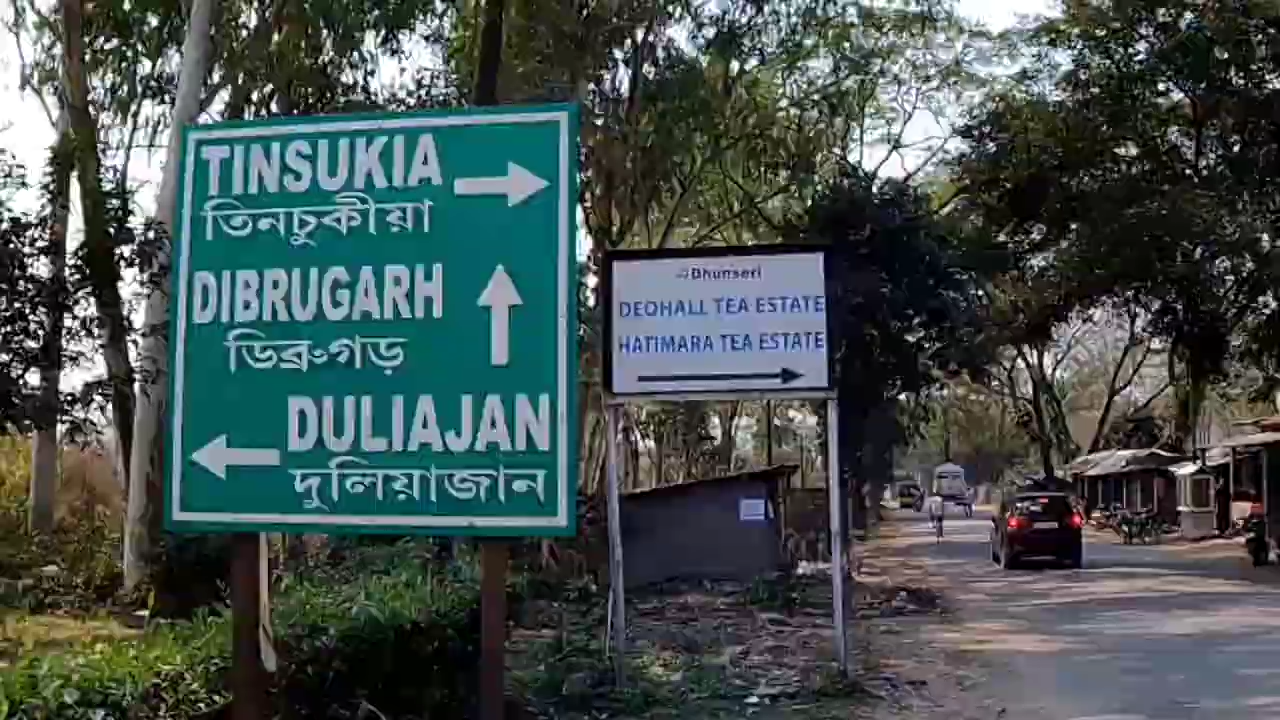 TINSUKIA
তিনচুকীয়া
DIBRUGARH
ডিব্রুগড়
DULIAJAN
দুলিয়াজান
Bhunseri
DEOHALL TEA ESTATE
HATIMARA TEA ESTATE